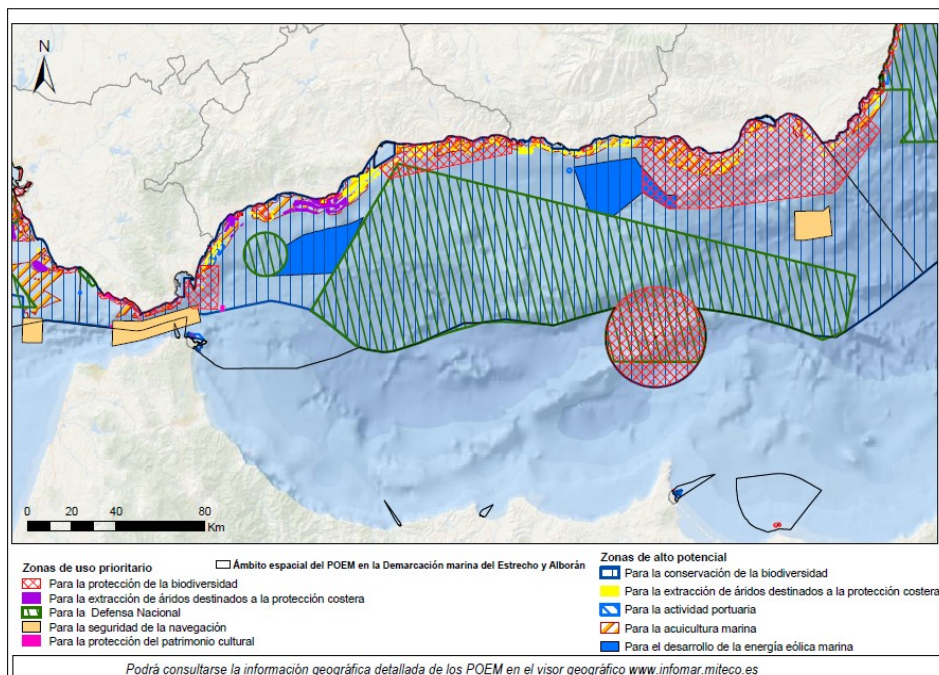 N
0 10 20 40 60 80
Km
Zonas de uso prioritario
Para la protección de la biodiversidad
Para la extracción de áridos destinados a la protección costera
Para la Defensa Nacional
Para la seguridad de la navegación
Para la protección del patrimonio cultural
Ámbito espacial del POEM en la Demarcación marina del Estrecho y Alborán
Zonas de alto potencial
Para la conservación de la biodiversidad
Para la extracción de áridos destinados a la protección costera
Para la actividad portuaria
Para la acuicultura marina
Para el desarrollo de la energía eólica marina
Podrá consultarse la información geográfica detallada de los POEM en el visor geográfico www.infomar.miteco.es